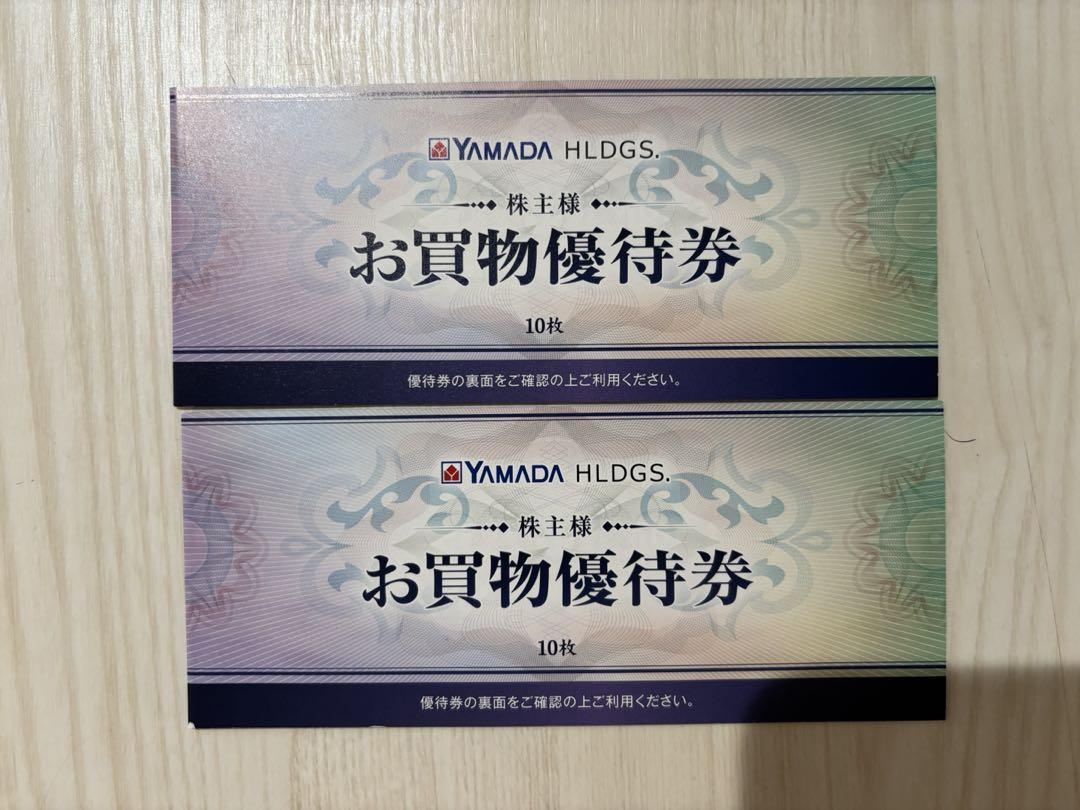 YAMADA HLDGS.
株主様
お買物優待券
10枚
優待券の裏面をご確認の上ご利用ください。
YAMADA HLDGS.
株主様
お買物優待券
10枚
優待券の裏面をご確認の上ご利用ください。